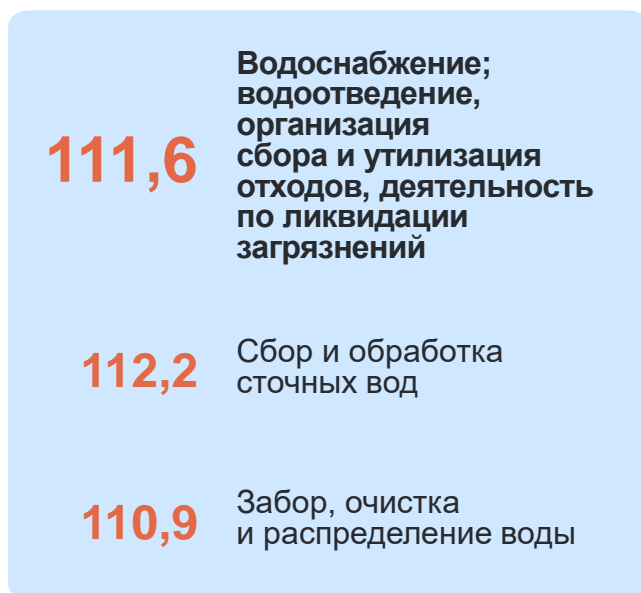 111,6
Водоснабжение;
водоотведение,
организация
сбора и утилизация
отходов, деятельность
по ликвидации
загрязнений
112,2
Сбор и обработка
сточных вод
110,9
Забор, очистка
и распределение воды